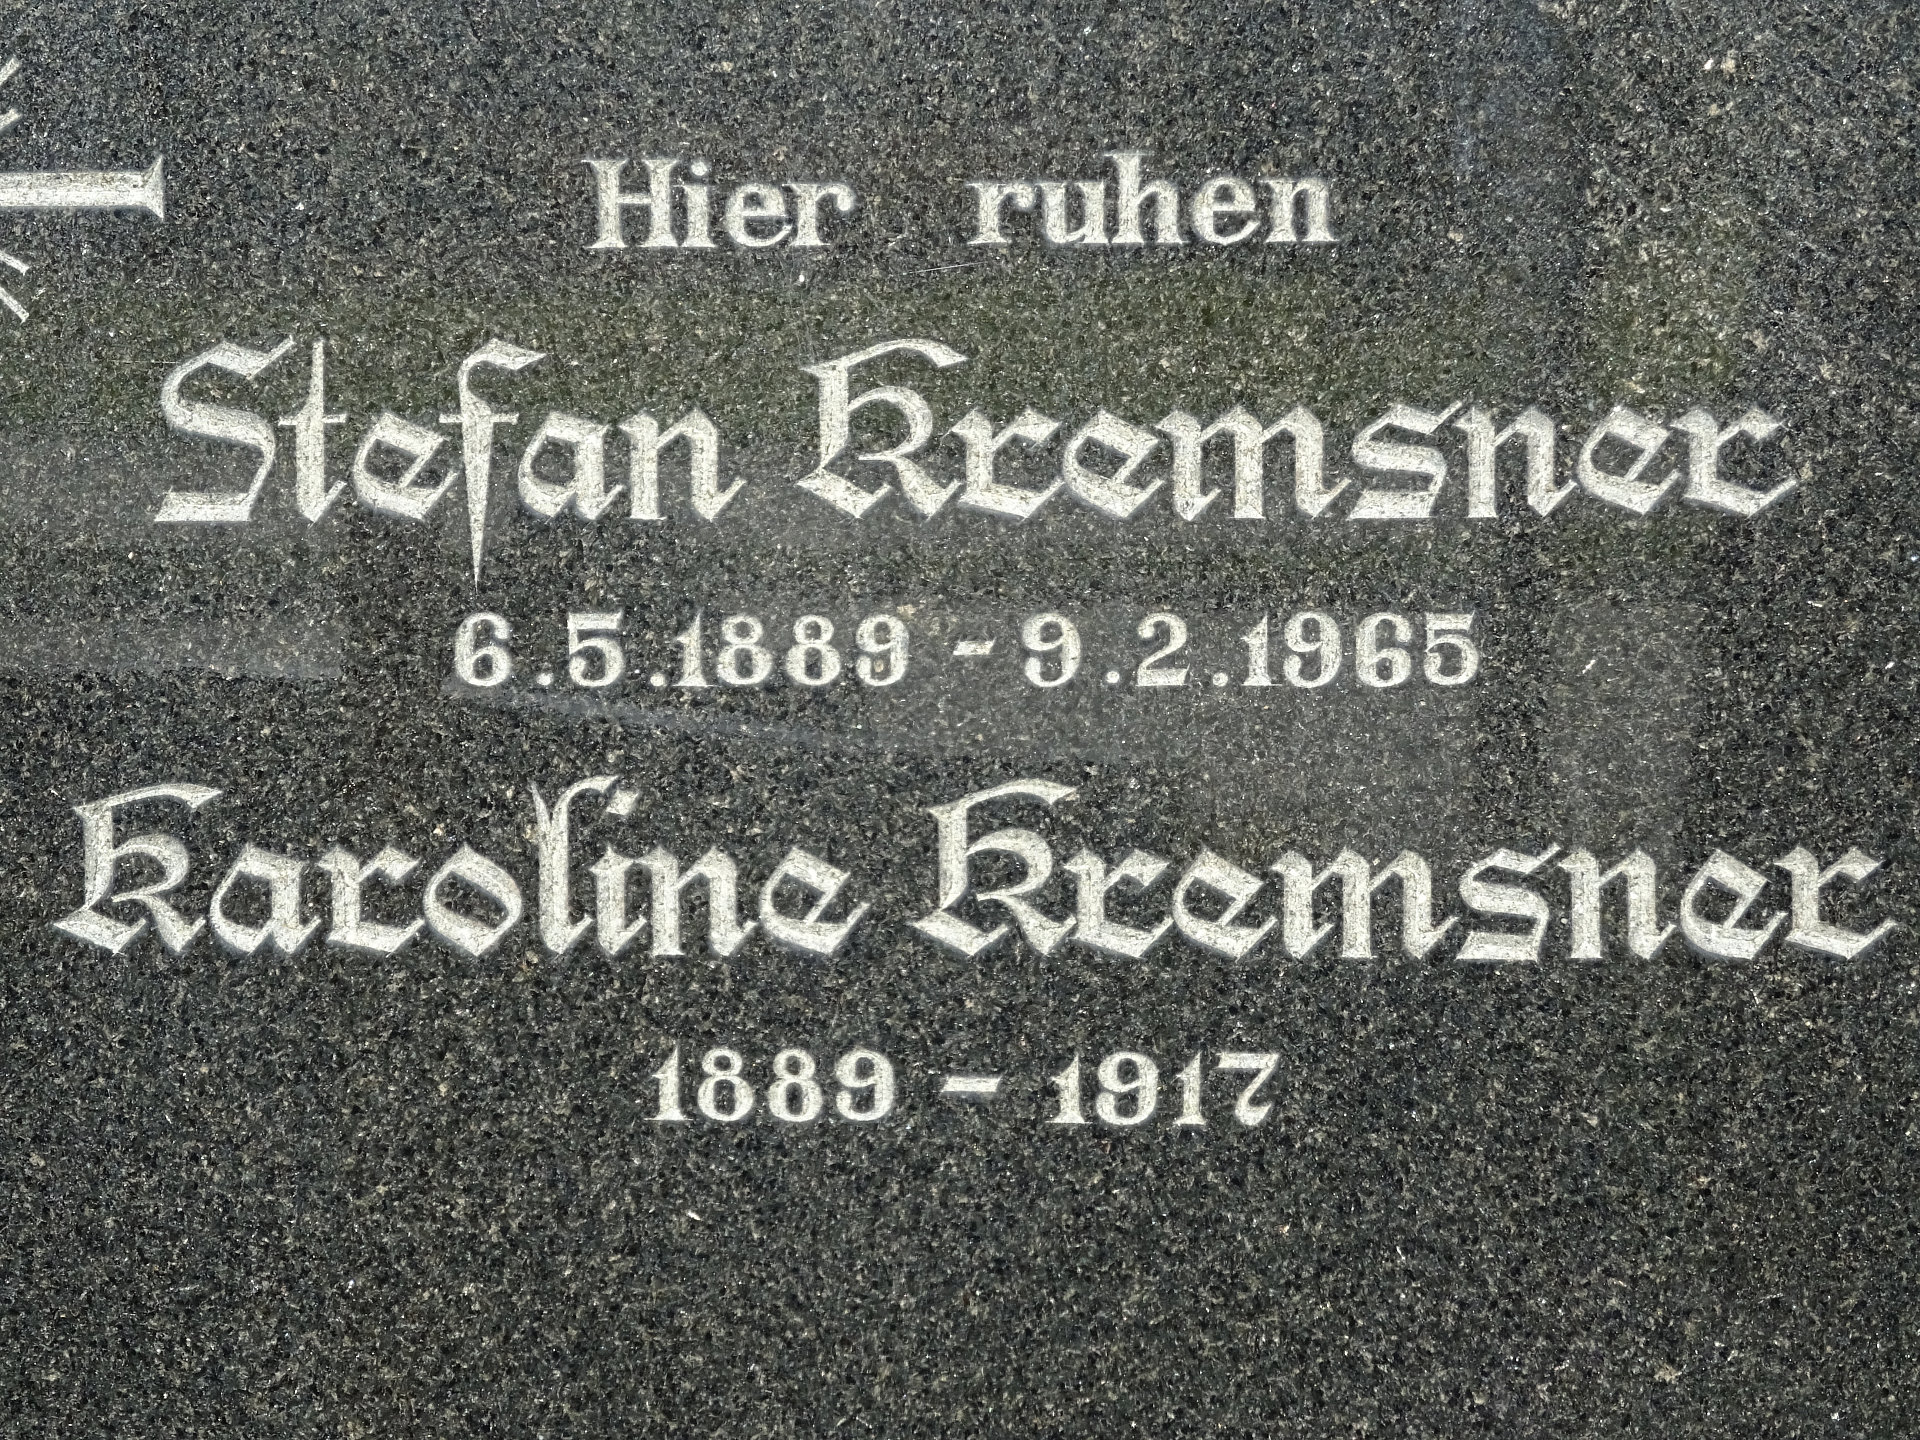 Hier ruhen
Stefan Kremsner
6.5.1889 - 9.2.1965
Karoline Kremsner
1889 - 1917